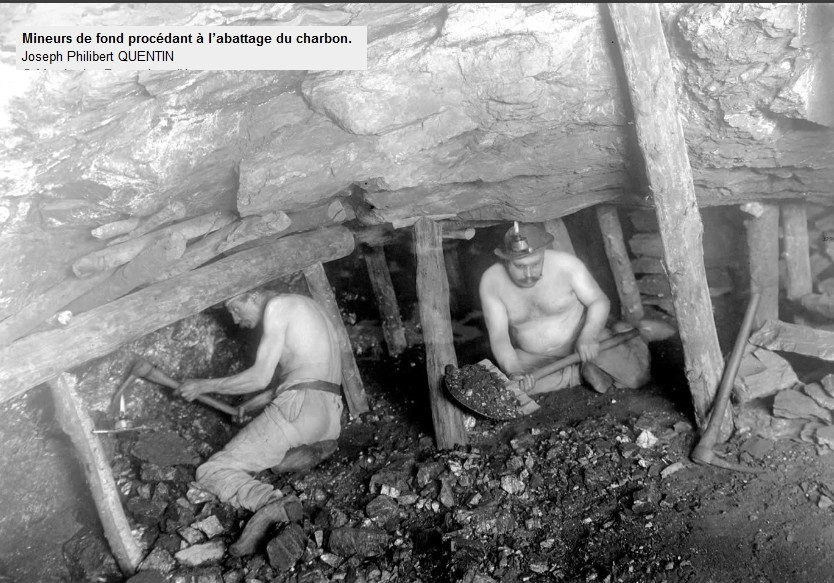 Mineurs de fond procédant à l’abattage du charbon.
Joseph Philibert QUENTIN